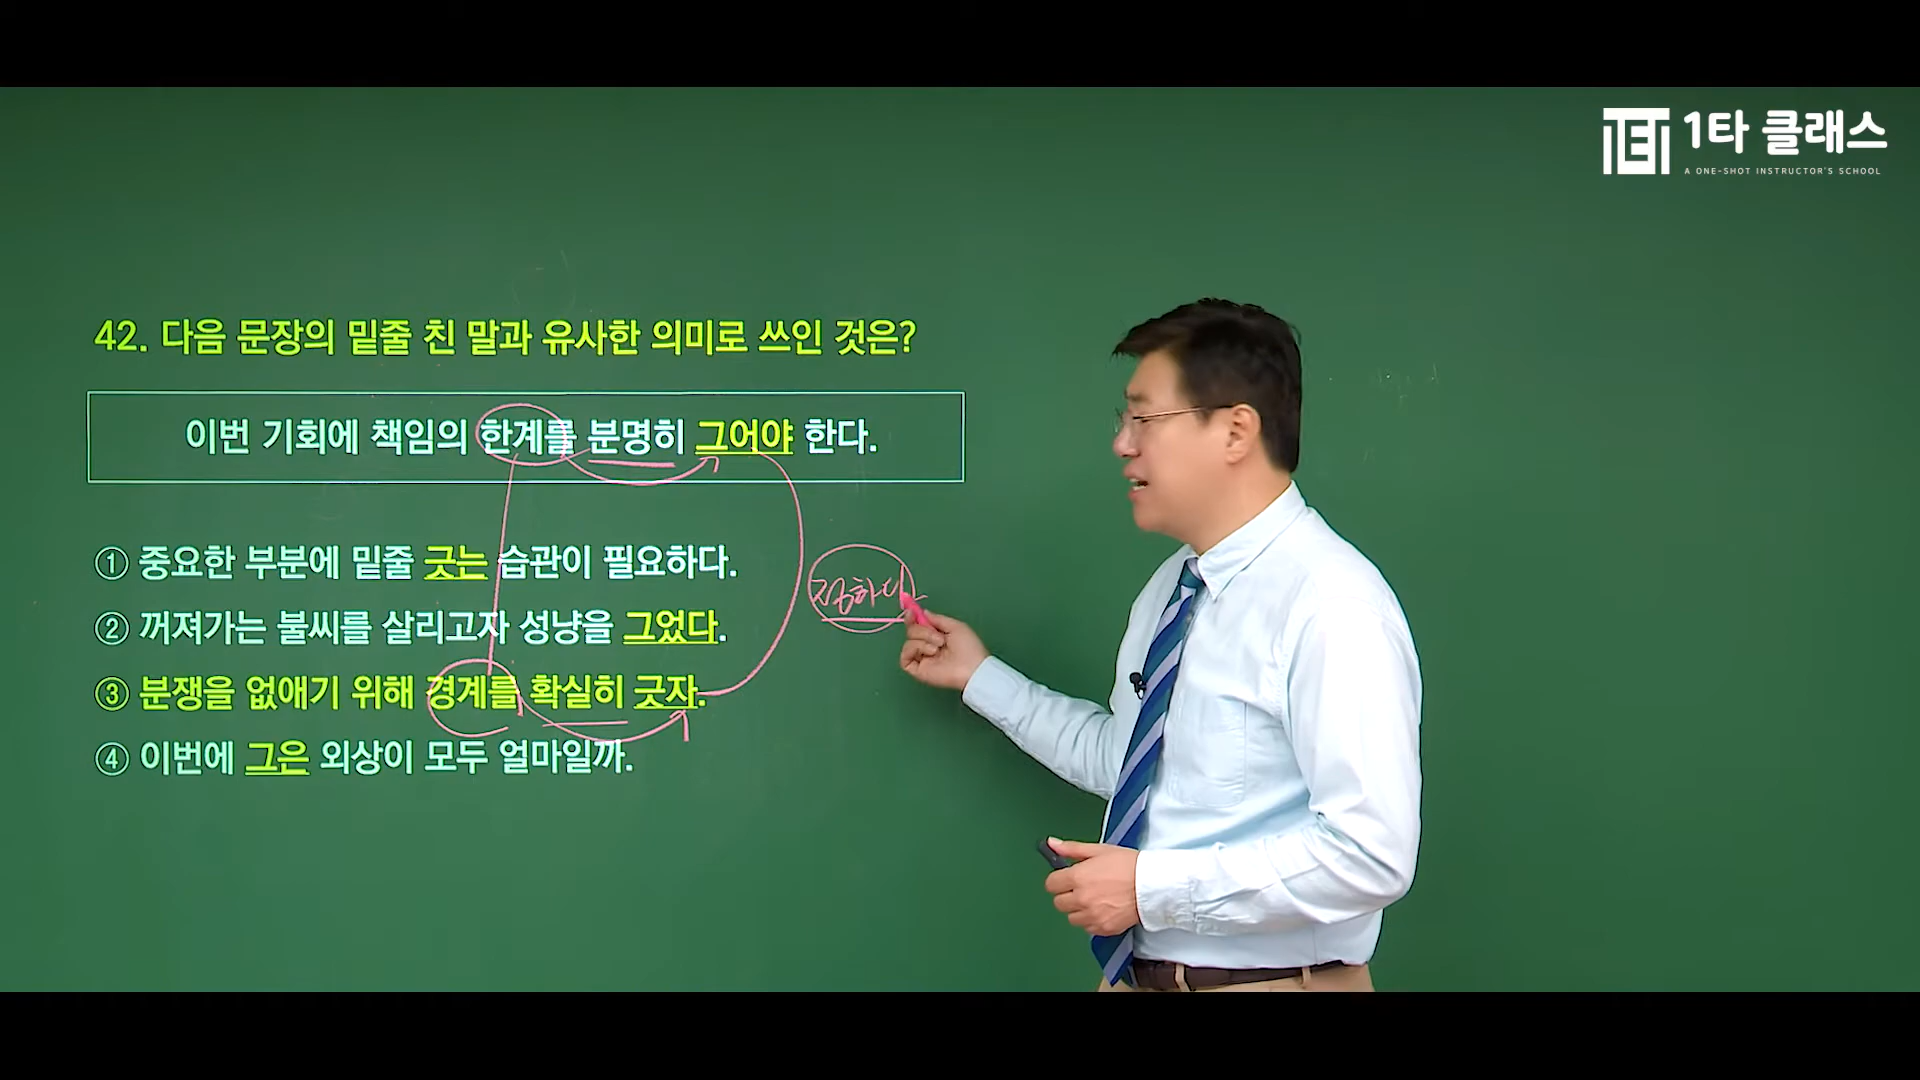 1타 클래스
A ONE-SHOT INSTRUCTOR'S SCHOOL
42. 다음 문장의 밑줄 친 말과 유사한 의미로 쓰인 것은?
이번 기회에 책임의 한계를 분명히 그어야 한다.
① 중요한 부분에 밑줄 긋는 습관이 필요하다.
② 꺼져가는 불씨를 살리고자 성냥을 그었다.
정하다
③ 분쟁을 없애기 위해 경계를 확실히 긋자.
④ 이번에 그은 외상이 모두 얼마일까.